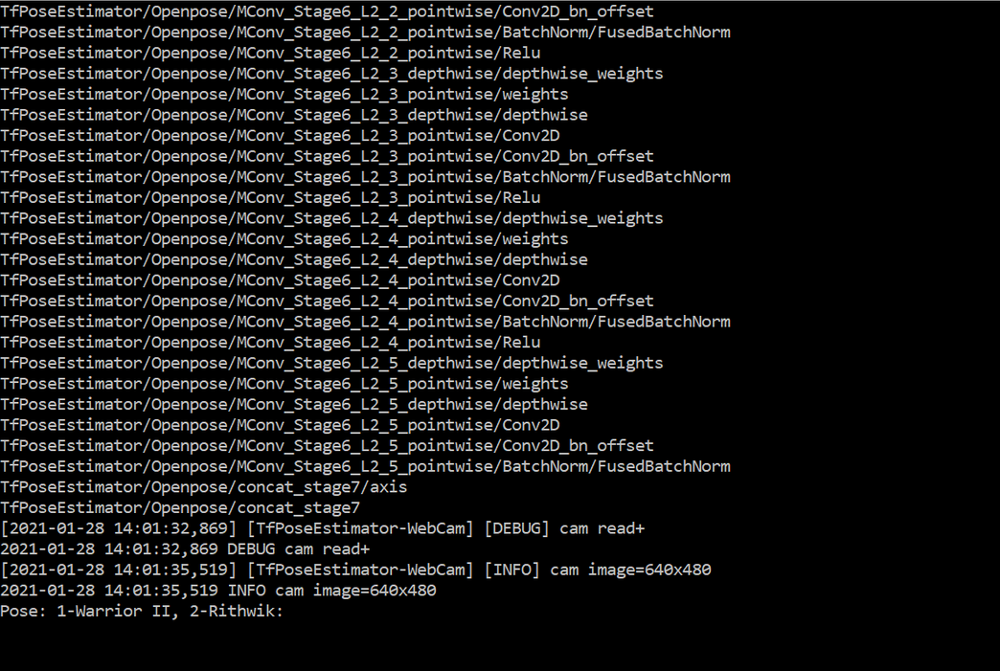 TfPoseEstimator/Openpose/MConv_Stage6_L2_2_pointwise/Conv2D_bn_offset
TfPoseEstimator/Openpose/MConv_Stage6_L2_2_pointwise/BatchNorm/FusedBatchNorm
TfPoseEstimator/Openpose/MConv_Stage6_L2_2_pointwise/Relu
TfPoseEstimator/Openpose/MConv_Stage6_L2_3_depthwise/depthwise_weights
TfPoseEstimator/Openpose/MConv_Stage6_L2_3_pointwise/weights
TfPoseEstimator/Openpose/MConv_Stage6_L2_3_depthwise/depthwise
TfPoseEstimator/Openpose/MConv_Stage6_L2_3_pointwise/Conv2D
TfPoseEstimator/Openpose/MConv_Stage6_L2_3_pointwise/Conv2D_bn_offset
TfPoseEstimator/Openpose/MConv_Stage6_L2_3_pointwise/BatchNorm/FusedBatchNorm
TfPoseEstimator/Openpose/MConv_Stage6_L2_3_pointwise/Relu
TfPoseEstimator/Openpose/MConv_Stage6_L2_4_depthwise/depthwise_weights
TfPoseEstimator/Openpose/MConv_Stage6_L2_4_pointwise/weights
TfPoseEstimator/Openpose/MConv_Stage6_L2_4_depthwise/depthwise
TfPoseEstimator/Openpose/MConv_Stage6_L2_4_pointwise/Conv2D
TfPoseEstimator/Openpose/MConv_Stage6_L2_4_pointwise/Conv2D_bn_offset
TfPoseEstimator/Openpose/MConv_Stage6_L2_4_pointwise/BatchNorm/FusedBatchNorm
TfPoseEstimator/Openpose/MConv_Stage6_L2_4_pointwise/Relu
TfPoseEstimator/Openpose/MConv_Stage6_L2_5_depthwise/depthwise_weights
TfPoseEstimator/Openpose/MConv_Stage6_L2_5_pointwise/weights
TfPoseEstimator/Openpose/MConv_Stage6_L2_5_depthwise/depthwise
TfPoseEstimator/Openpose/MConv_Stage6_L2_5_pointwise/Conv2D
TfPoseEstimator/Openpose/MConv_Stage6_L2_5_pointwise/Conv2D_bn_offset
TfPoseEstimator/Openpose/MConv_Stage6_L2_5_pointwise/BatchNorm/FusedBatchNorm
TfPoseEstimator/Openpose/concat_stage7/axis
TfPoseEstimator/Openpose/concat_stage7
[2021-01-28 14:01:32,869] [TfPoseEstimator-WebCam] [DEBUG] cam read+
2021-01-28 14:01:32,869 DEBUG cam read+
[2021-01-28 14:01:35,519] [TfPoseEstimator-WebCam] [INFO] cam image=640x480
2021-01-28 14:01:35,519 INFO cam image=640x480
Pose: 1-Warrior II, 2-Rithwik: